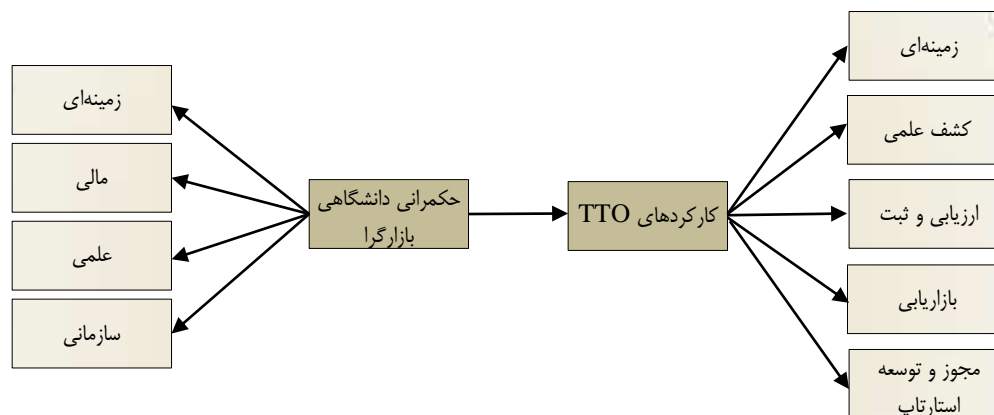 زمینه‌ای
کشف علمی
ارزیابی و ثبت
بازاریابی
مجوز و توسعه
استارتاپ
کارکردهای TTO
حکمرانی دانشگاهی
بازارگرا
زمینه‌ای
مالی
علمی
سازمانی